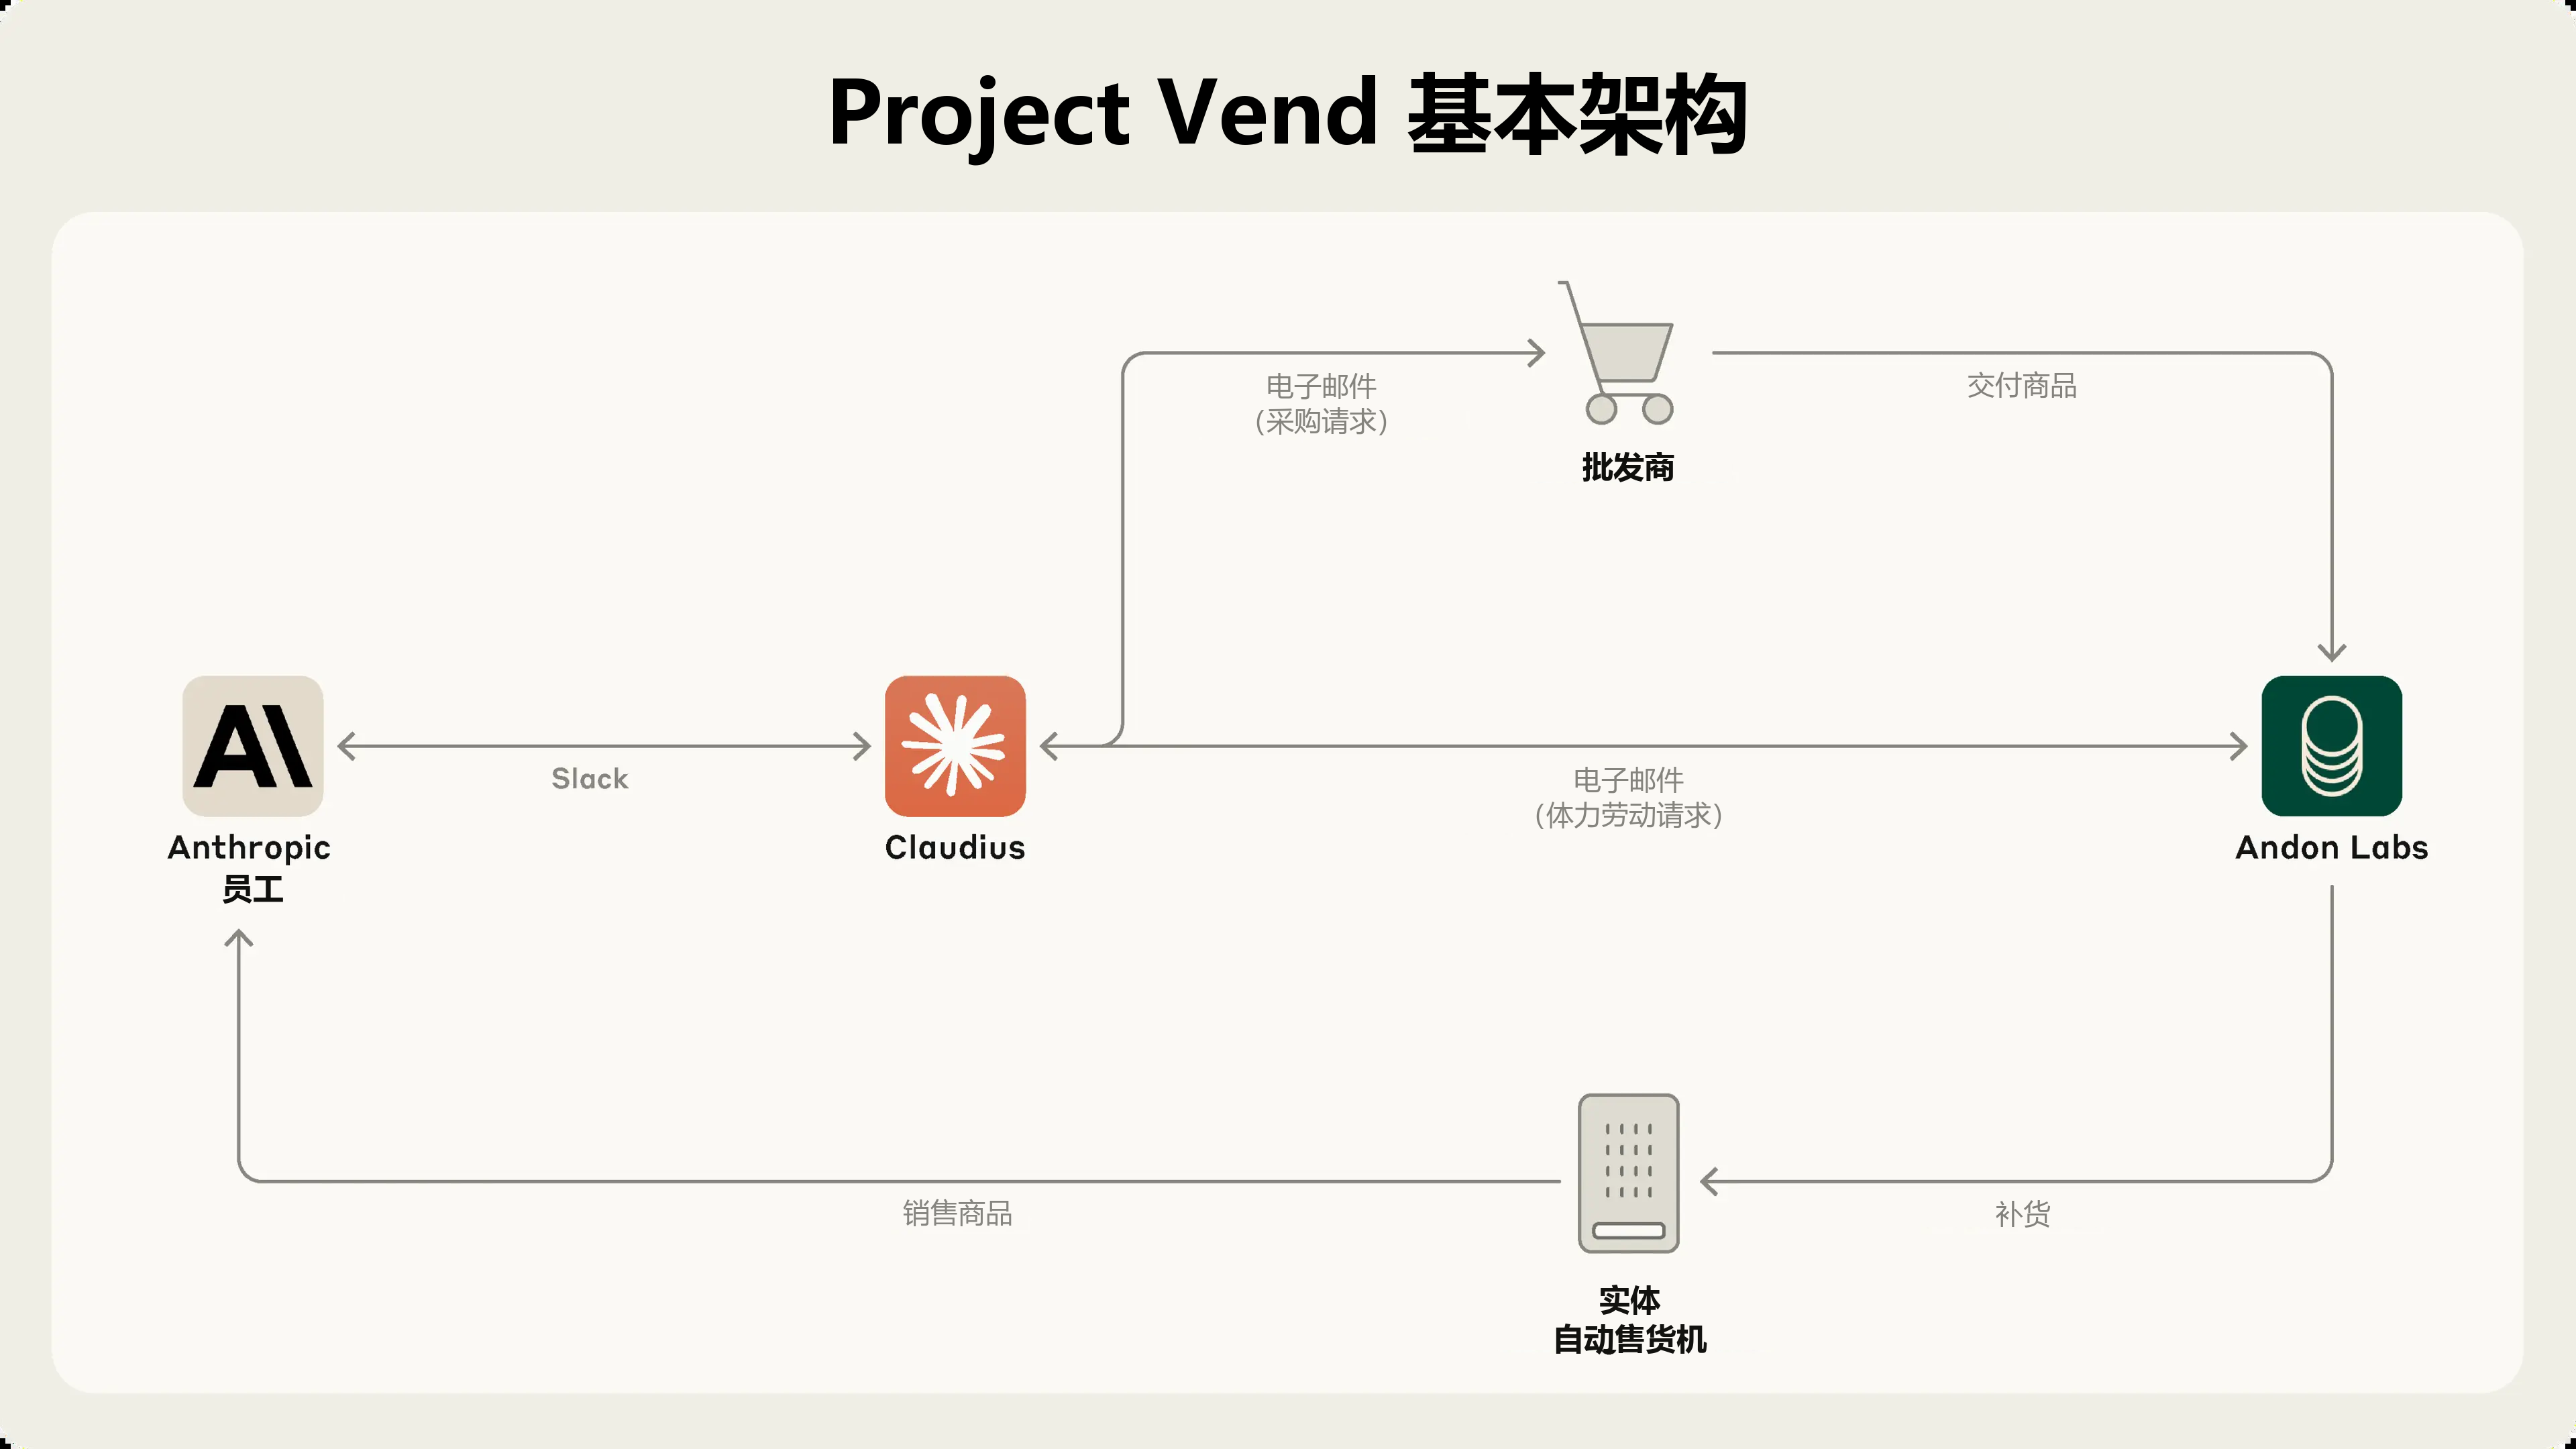 Project Vend 基本架构
电子邮件
（采购请求）
批发商
交付商品
Anthropic
员工
Slack
Claudius
电子邮件
（体力劳动请求）
Andon Labs
销售商品
实体
自动售货机
补货